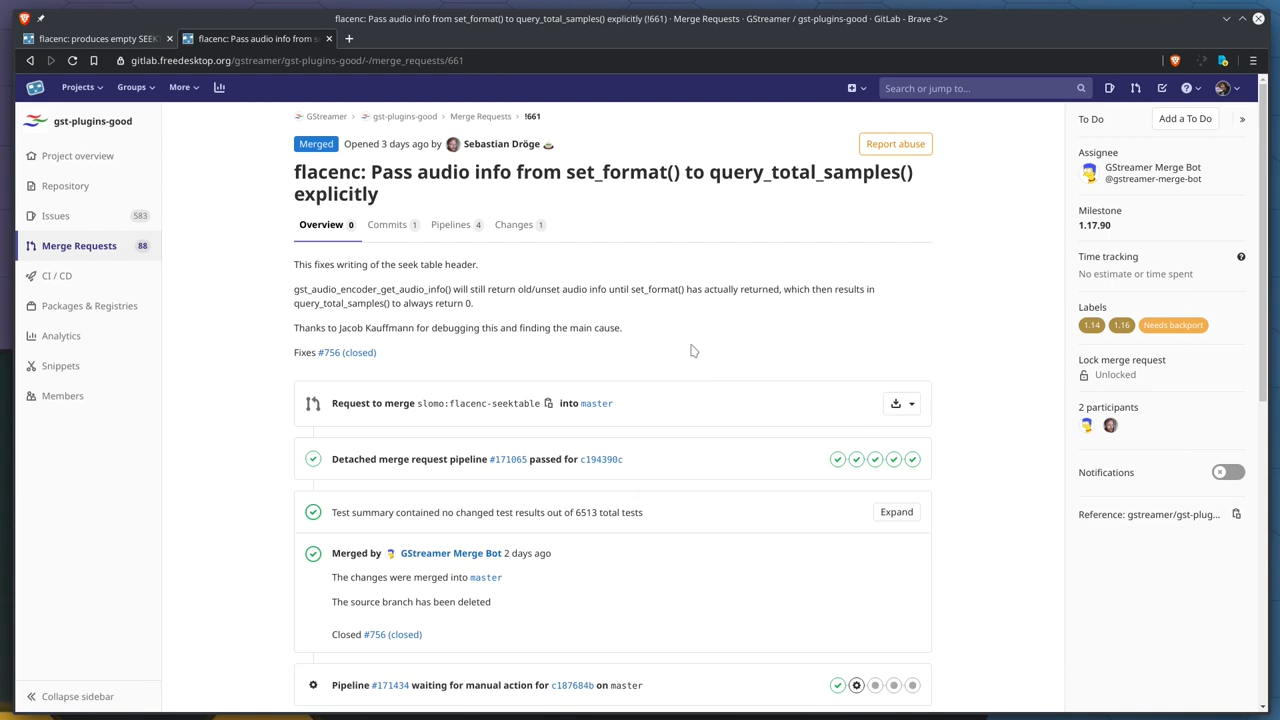 flacenc: Pass audio info from set_format() to query_total_samples() explicitly (!661) · Merge Requests · GStreamer / gst-plugins-good · GitLab - Brave <2>
flacenc: produces empty SEEK
flacenc: Pass audio info from s
gitlab.freedesktop.org/gstreamer/gst-plugins-good/-/merge_requests/661
Projects
Groups
More
Search or jump to...
gst-plugins-good
Project overview
Repository
Issues 583
Merge Requests 88
CI / CD
Packages & Registries
Analytics
Snippets
Members
Collapse sidebar
GStreamer > gst-plugins-good > Merge Requests > !661
Merged Opened 3 days ago by Sebastian Dröge
Report abuse
flacenc: Pass audio info from set_format() to query_total_samples()
explicitly
Overview 0 Commits 1 Pipelines 4 Changes 1
This fixes writing of the seek table header.
gst_audio_encoder_get_audio_info() will still return old/unset audio info until set_format() has actually returned, which then results in
query_total_samples() to always return 0.
Thanks to Jacob Kauffmann for debugging this and finding the main cause.
Fixes #756 (closed)
Request to merge slomo:flacenc-seektable into master
Detached merge request pipeline #171065 passed for c194390c
Test summary contained no changed test results out of 6513 total tests
Expand
Merged by GStreamer Merge Bot 2 days ago
The changes were merged into master
The source branch has been deleted
Closed #756 (closed)
Pipeline #171434 waiting for manual action for c187684b on master
To Do
Add a To Do
Assignee
GStreamer Merge Bot
@gstreamer-merge-bot
Milestone
1.17.90
Time tracking
No estimate or time spent
Labels
1.14 1.16 Needs backport
Lock merge request
Unlocked
2 participants
Notifications
Reference: gstreamer/gst-plug...